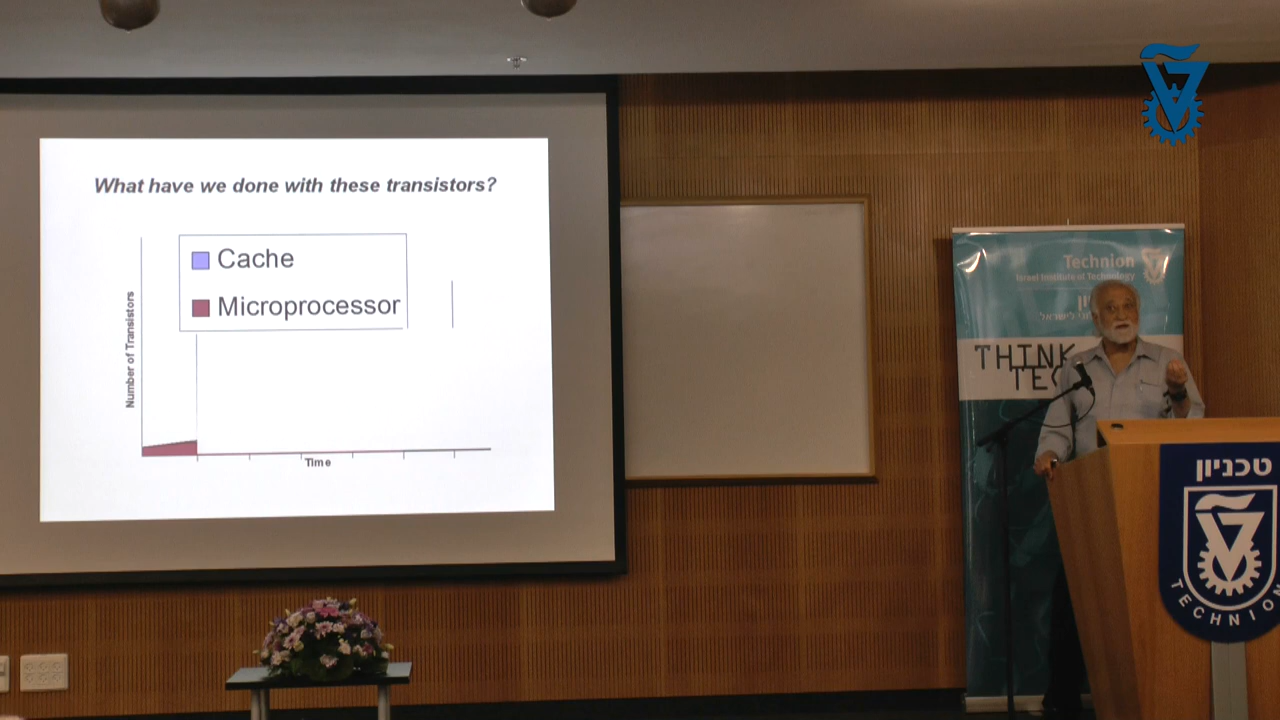 What have we done with these transistors?
Cache
Microprocessor
Number of Transistors
Time
Technion
Israel Institute of Technology
THINK
טכניון
TECHNION